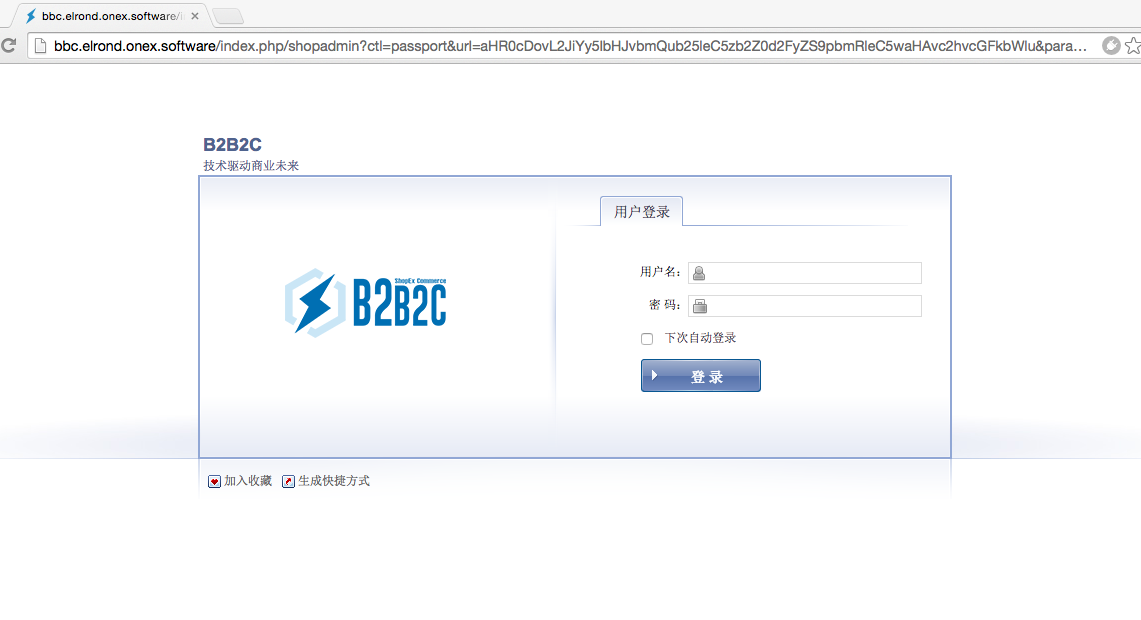 bbc.elrond.onex.software/i
bbc.elrond.onex.software/index.php/shopadmin?ctl=passport&url=aHR0cDovL2JiYy5lbHJvbmQub25leC5zb2Z0d2FyZS9pbmRleC5waHAvc2hvcGFkbWlu&para...
B2B2C
技术驱动商业未来
用户登录
ShopEx Commerce
B2B2C
用户名:
密 码:
下次自动登录
登 录
加入收藏 生成快捷方式